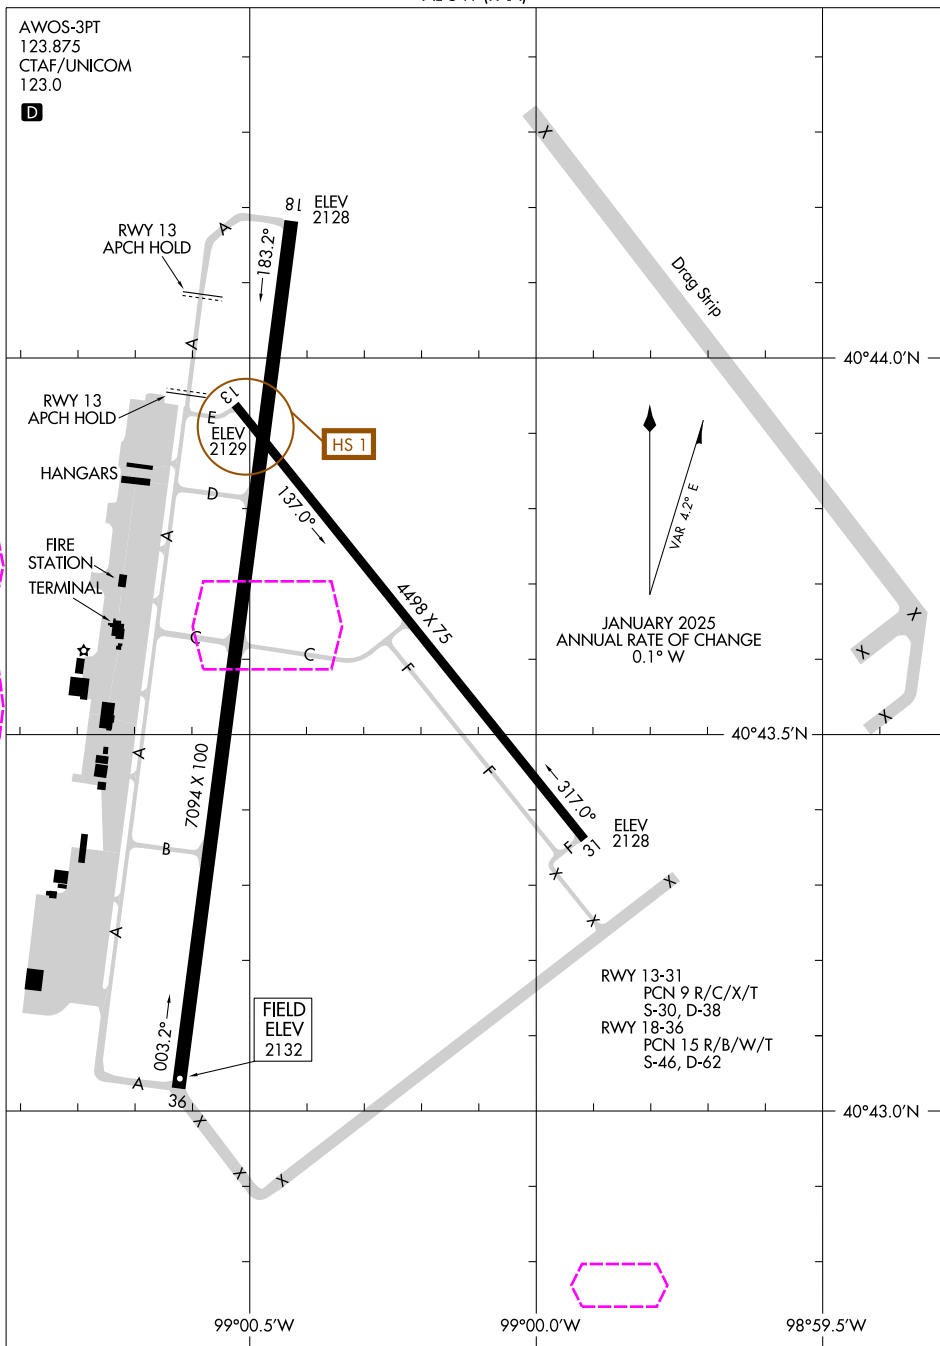 AWOS-3PT
123.875
CTAF/UNICOM
123.0
D
18
ELEV
2128
RWY 13
APCH HOLD
A
183.2°
Drag Strip
X
A
40°44.0'N
RWY 13
APCH HOLD
13
E
ELEV
2129
HS 1
HANGARS
D
137.0°
VAR 4.2° E
A
FIRE
STATION
TERMINAL
4498 X 75
JANUARY 2025
ANNUAL RATE OF CHANGE
0.1° W
X
X
X
C
C
F
40°43.5'N
A
7094 X 100
F
317.0°
ELEV
2128
31
F
B
X
X
X
A
RWY 13-31
PCN 9 R/C/X/T
S-30, D-38
RWY 18-36
PCN 15 R/B/W/T
S-46, D-62
FIELD
ELEV
2132
003.2°
A
36
40°43.0'N
X
X
X
99°00.5'W
99°00.0'W
98°59.5'W